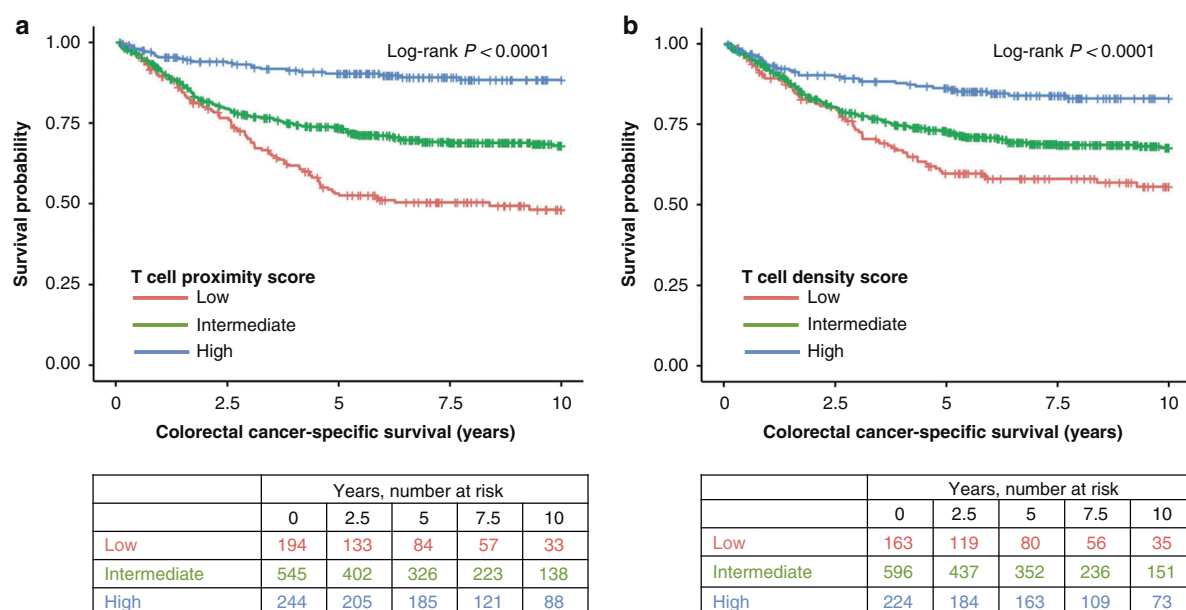 a
Log-rank P < 0.0001
1.00
0.75
0.50
0.25
0.00
Survival probability
T cell proximity score
Low
Intermediate
High
0 2.5 5 7.5 10
Colorectal cancer-specific survival (years)
Years, number at risk
0 2.5 5 7.5 10
Low 194 133 84 57 33
Intermediate 545 402 326 223 138
High 244 205 185 121 88
b
Log-rank P < 0.0001
1.00
0.75
0.50
0.25
0.00
Survival probability
T cell density score
Low
Intermediate
High
0 2.5 5 7.5 10
Colorectal cancer-specific survival (years)
Years, number at risk
0 2.5 5 7.5 10
Low 163 119 80 56 35
Intermediate 596 437 352 236 151
High 224 184 163 109 73